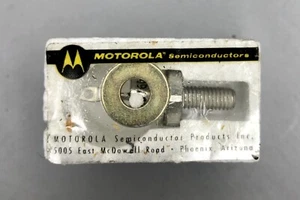 MOTOROLA Semiconductors
MOTOROLA Semiconductor Products Inc.
5005 East McDowell Road • Phoenix, Arizona